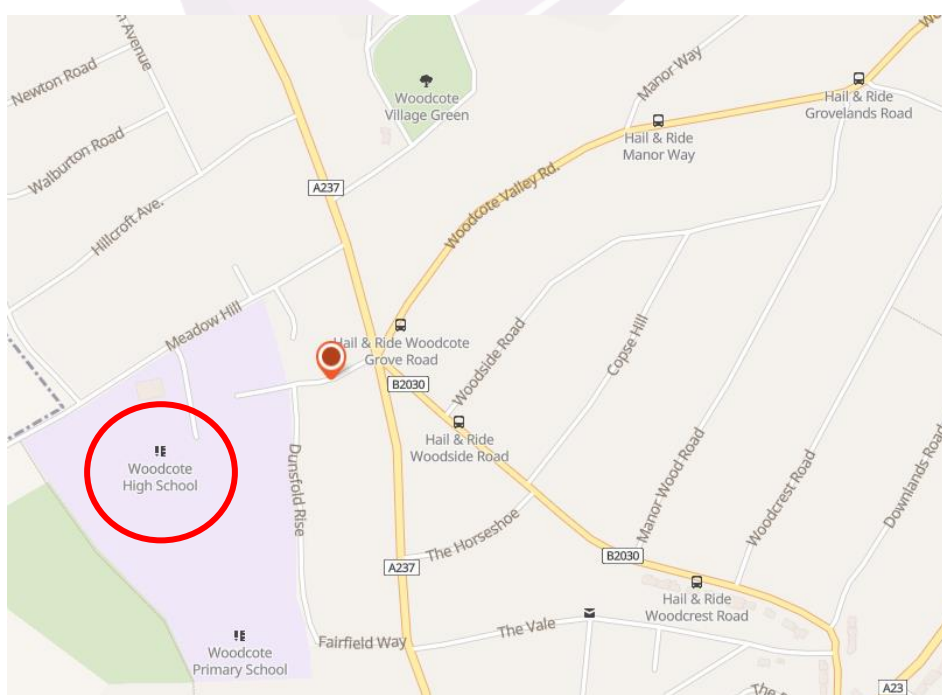 Avenue
Newton Road
Walburton Road
Hillcroft Ave.
Woodcote
Village Green
Manor Way
Hail & Ride
Grovelands Road
Hail & Ride
Manor Way
A237
Woodcote Valley Rd.
Meadow Hill
Hail & Ride Woodcote
Grove Road
B2030
Woodside Road
Copse Hill
Hail & Ride
Woodside Road
Woodcote
High School
Dunsfold Rise
Manor Wood Road
Woodcrest Road
Downlands Road
The Horseshoe
B2030
A237
Hail & Ride
Woodcrest Road
The Vale
Fairfield Way
Woodcote
Primary School
A23